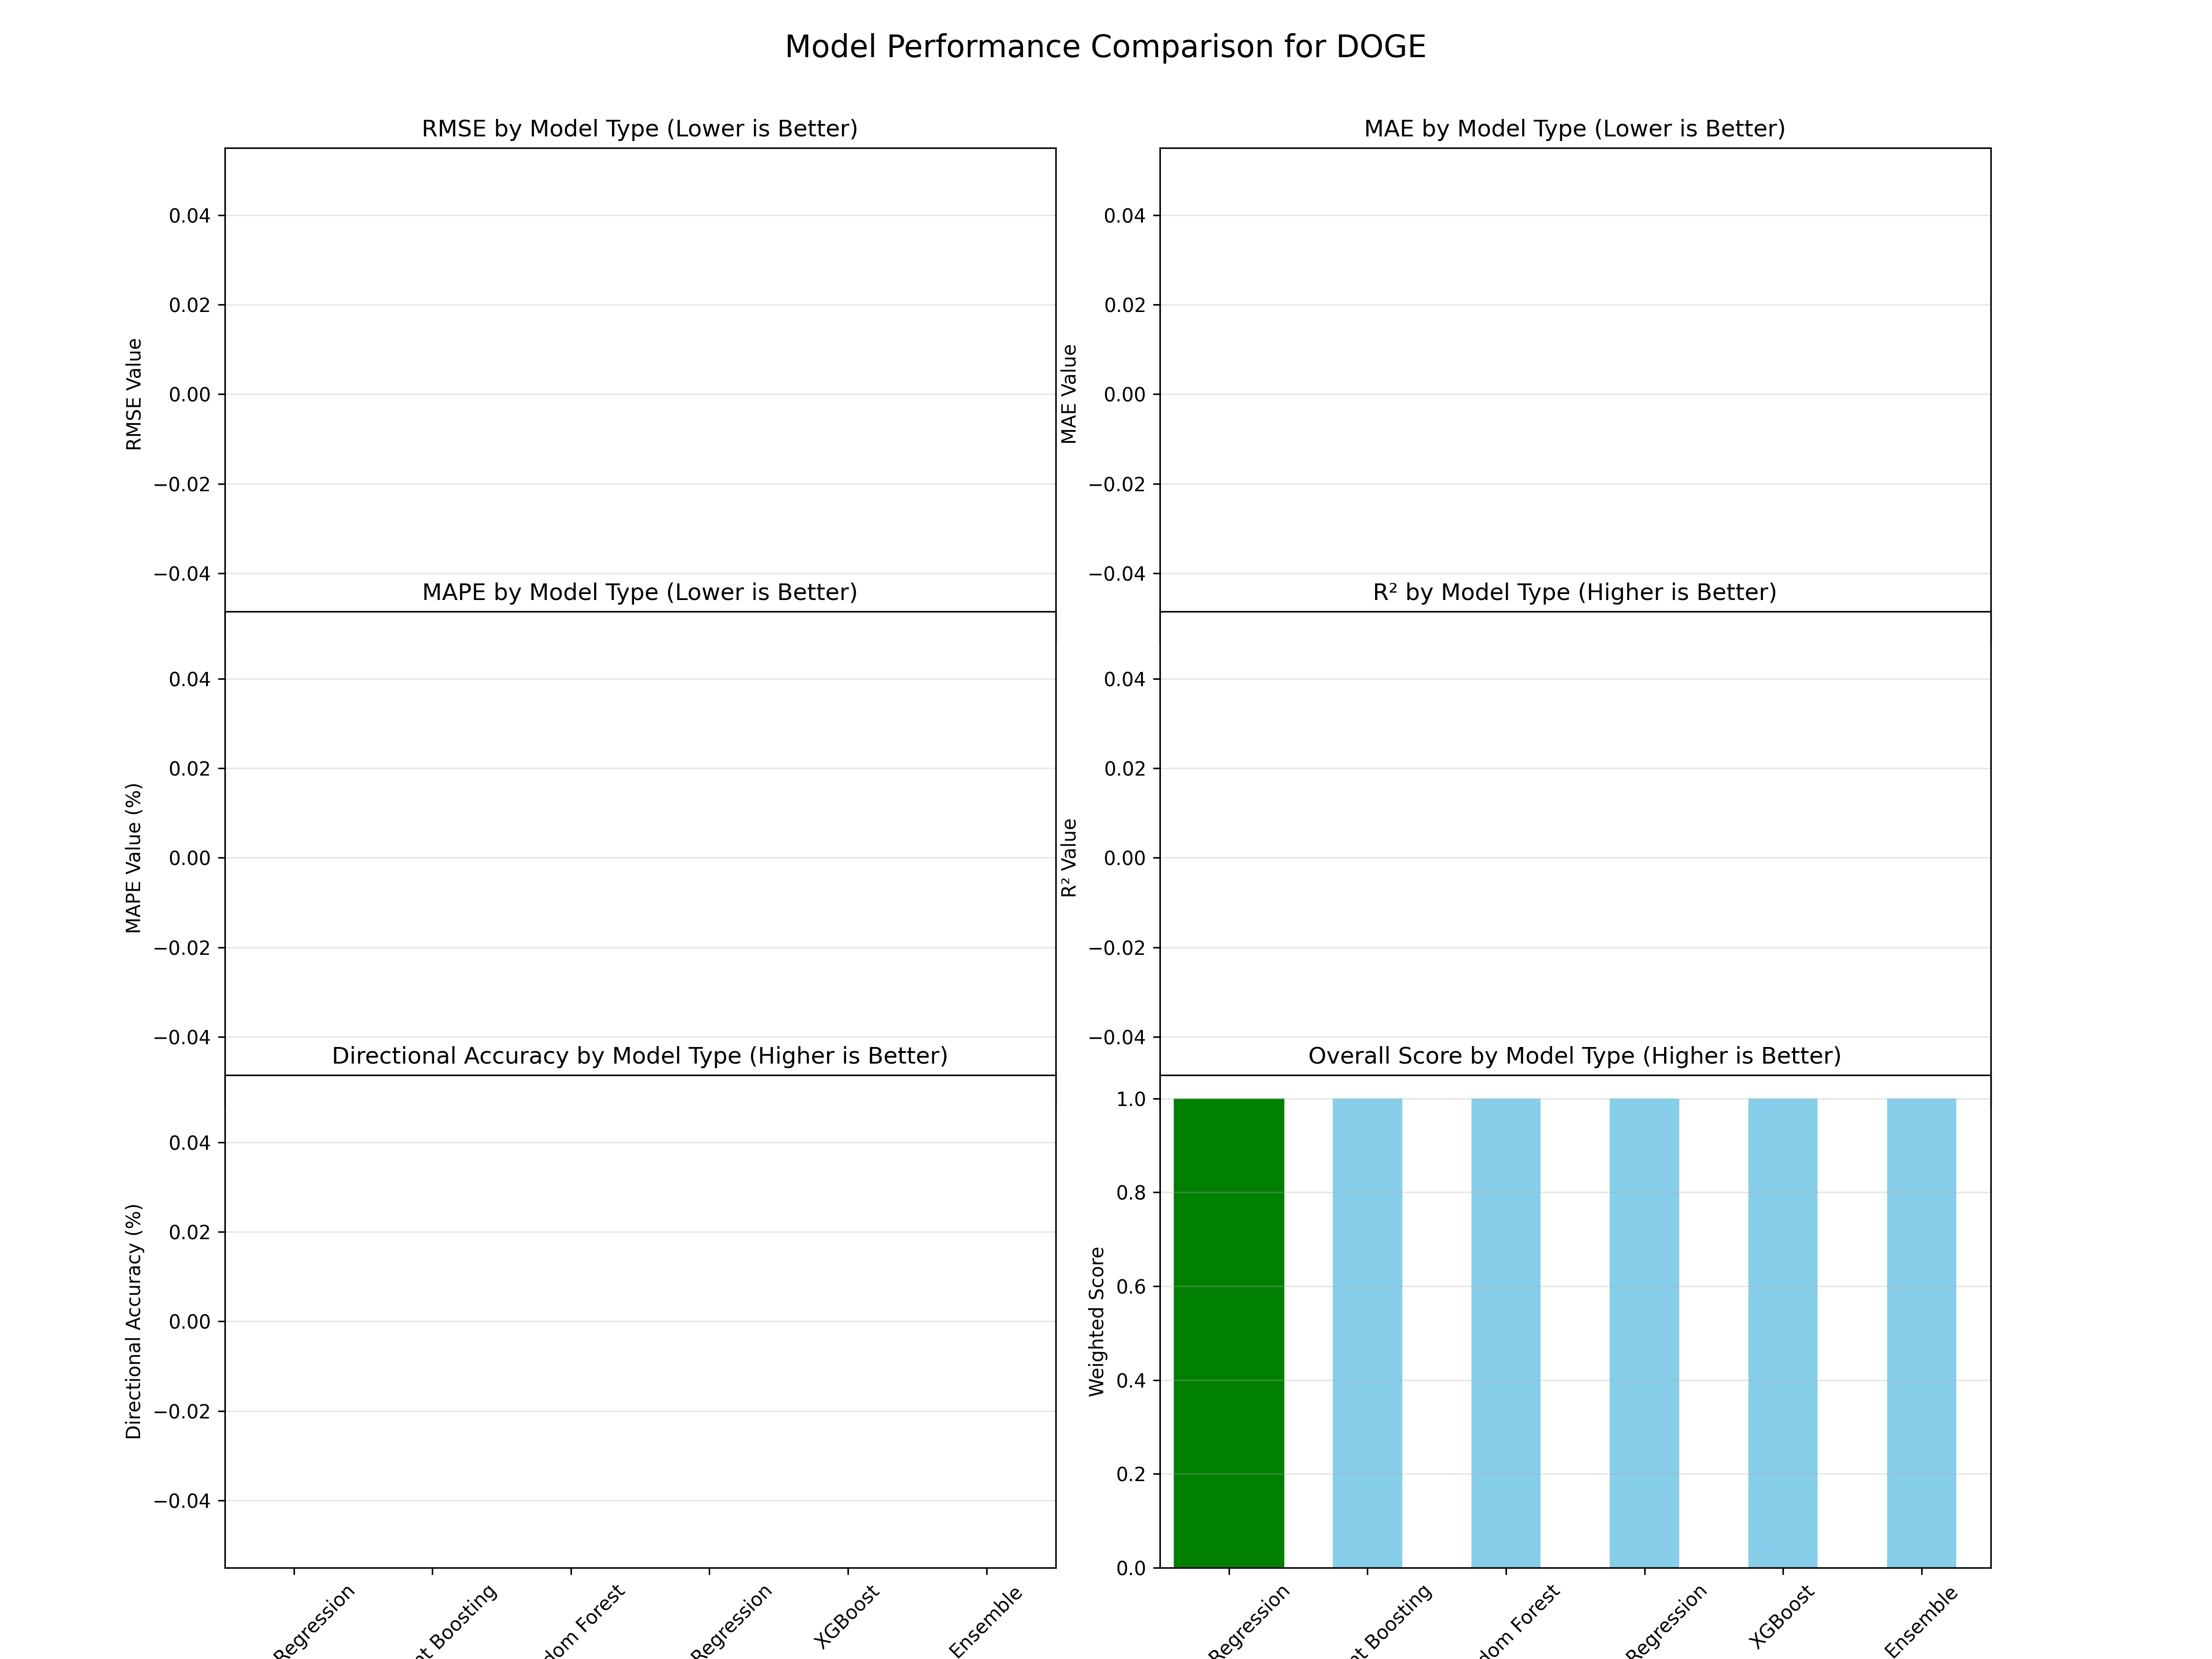 Model Performance Comparison for DOGE
RMSE by Model Type (Lower is Better)
RMSE Value
0.04
0.02
0.00
−0.02
−0.04
MAE by Model Type (Lower is Better)
MAE Value
0.04
0.02
0.00
−0.02
−0.04
MAPE by Model Type (Lower is Better)
MAPE Value (%)
0.04
0.02
0.00
−0.02
−0.04
R² by Model Type (Higher is Better)
R² Value
0.04
0.02
0.00
−0.02
−0.04
Directional Accuracy by Model Type (Higher is Better)
Directional Accuracy (%)
0.04
0.02
0.00
−0.02
−0.04
Regression
Boosting
Forest
Regression
XGBoost
Ensemble
Overall Score by Model Type (Higher is Better)
Weighted Score
1.0
0.8
0.6
0.4
0.2
0.0
Regression
Boosting
Forest
Regression
XGBoost
Ensemble